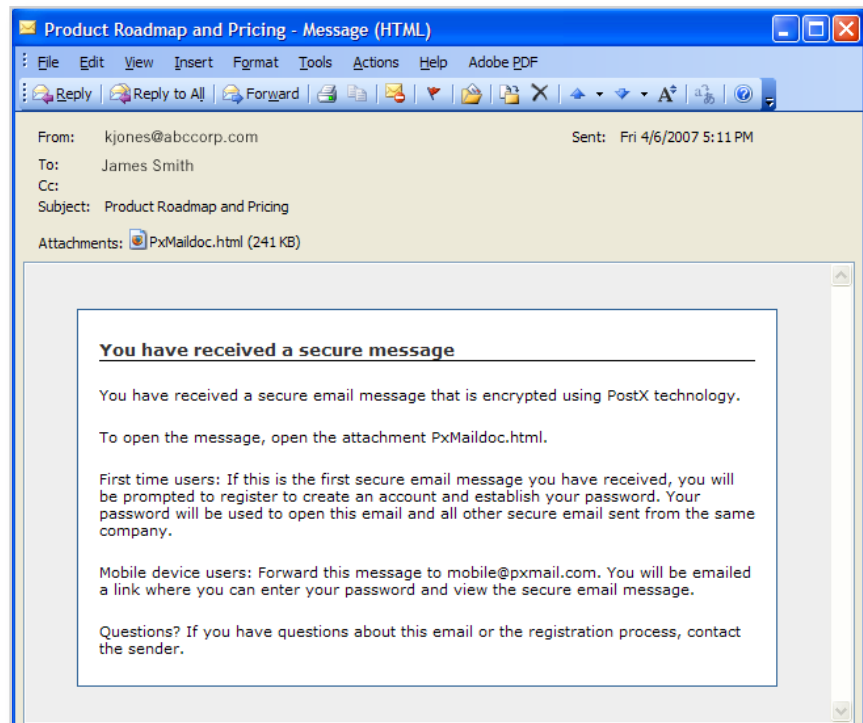 Product Roadmap and Pricing - Message (HTML)
File Edit View Insert Format Tools Actions Help Adobe PDF
Reply Reply to All Forward
From: kjones@abccorp.com Sent: Fri 4/6/2007 5:11 PM
To: James Smith
Cc:
Subject: Product Roadmap and Pricing
Attachments: PxMaildoc.html (241 KB)
You have received a secure message
You have received a secure email message that is encrypted using PostX technology.
To open the message, open the attachment PxMaildoc.html.
First time users: If this is the first secure email message you have received, you will
be prompted to register to create an account and establish your password. Your
password will be used to open this email and all other secure email sent from the same
company.
Mobile device users: Forward this message to mobile@pxmail.com. You will be emailed
a link where you can enter your password and view the secure email message.
Questions? If you have questions about this email or the registration process, contact
the sender.